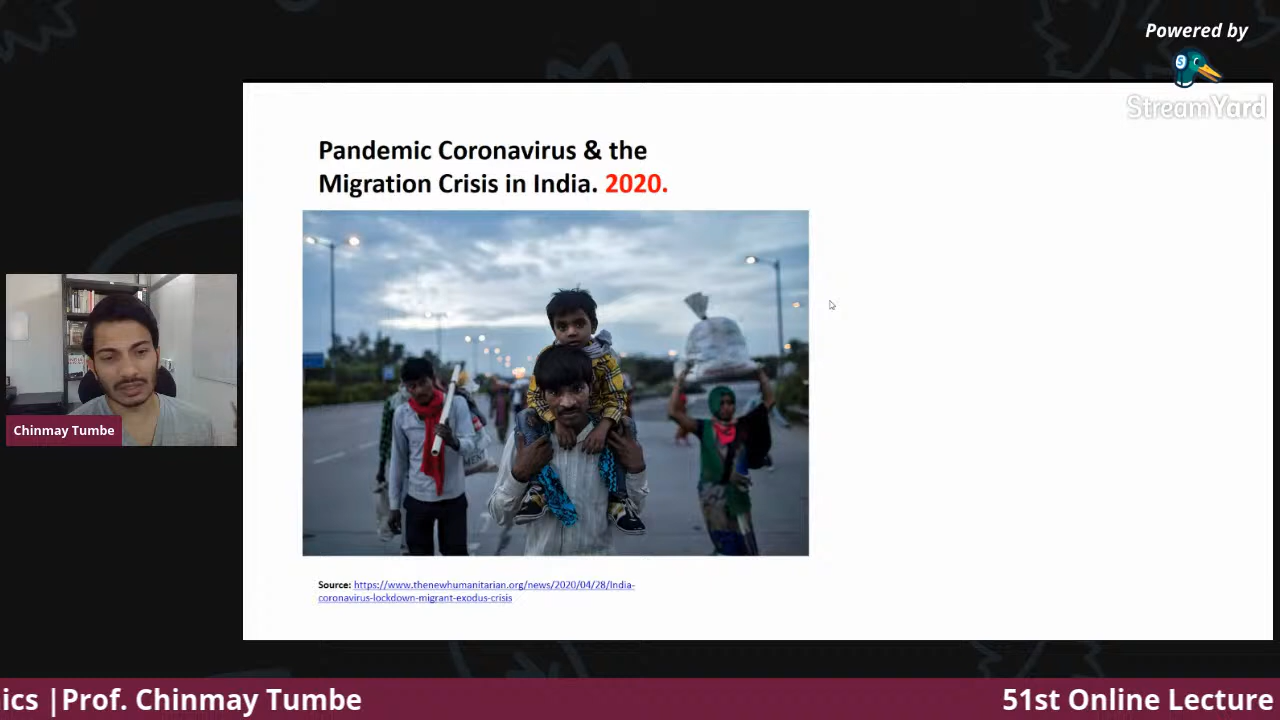 Powered by
StreamYard
Pandemic Coronavirus & the
Migration Crisis in India. 2020.
Chinmay Tumbe
Source: https://www.thenewhumanitarian.org/news/2020/04/28/India-
coronavirus-lockdown-migrant-exodus-crisis
ics |Prof. Chinmay Tumbe
51st Online Lecture